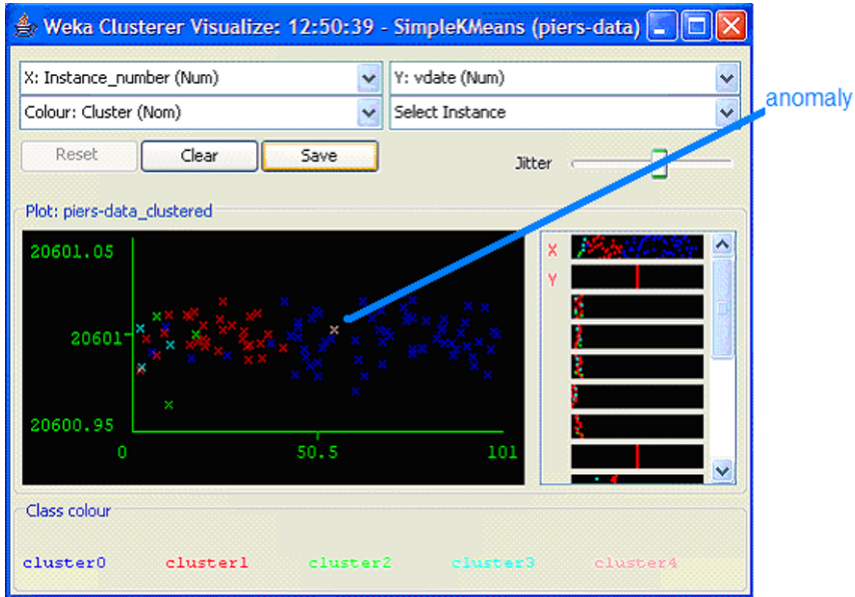 Weka Clusterer Visualize: 12:50:39 - SimpleKMeans (piers-data)
X: Instance_number (Num)
Y: vdate (Num)
Colour: Cluster (Nom)
Select Instance
anomaly
Reset
Clear
Save
Jitter
Plot: piers-data_clustered
20601.05
20601
20600.95
0
50.5
101
X
Y
Class colour
cluster0
cluster1
cluster2
cluster3
cluster4